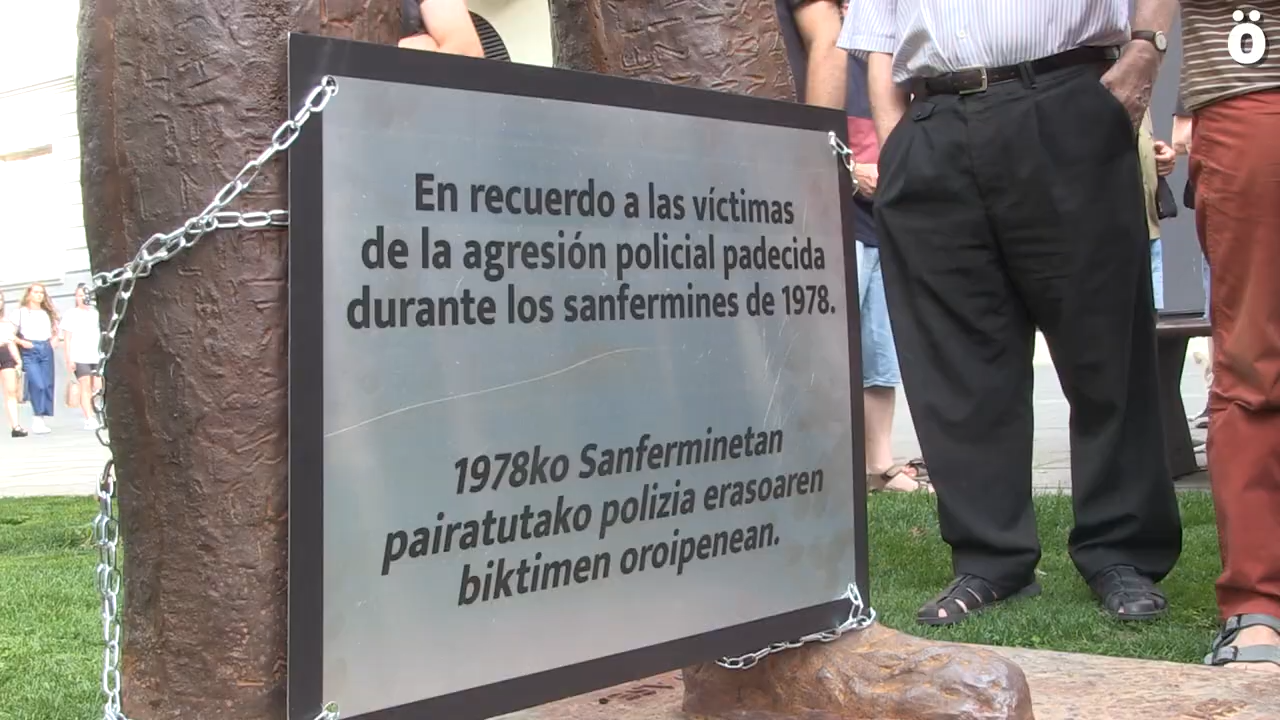 ö
En recuerdo a las víctimas
de la agresión policial padecida
durante los sanfermines de 1978.
1978ko Sanferminetan
pairatutako polizia erasoaren
biktimen oroipenean.